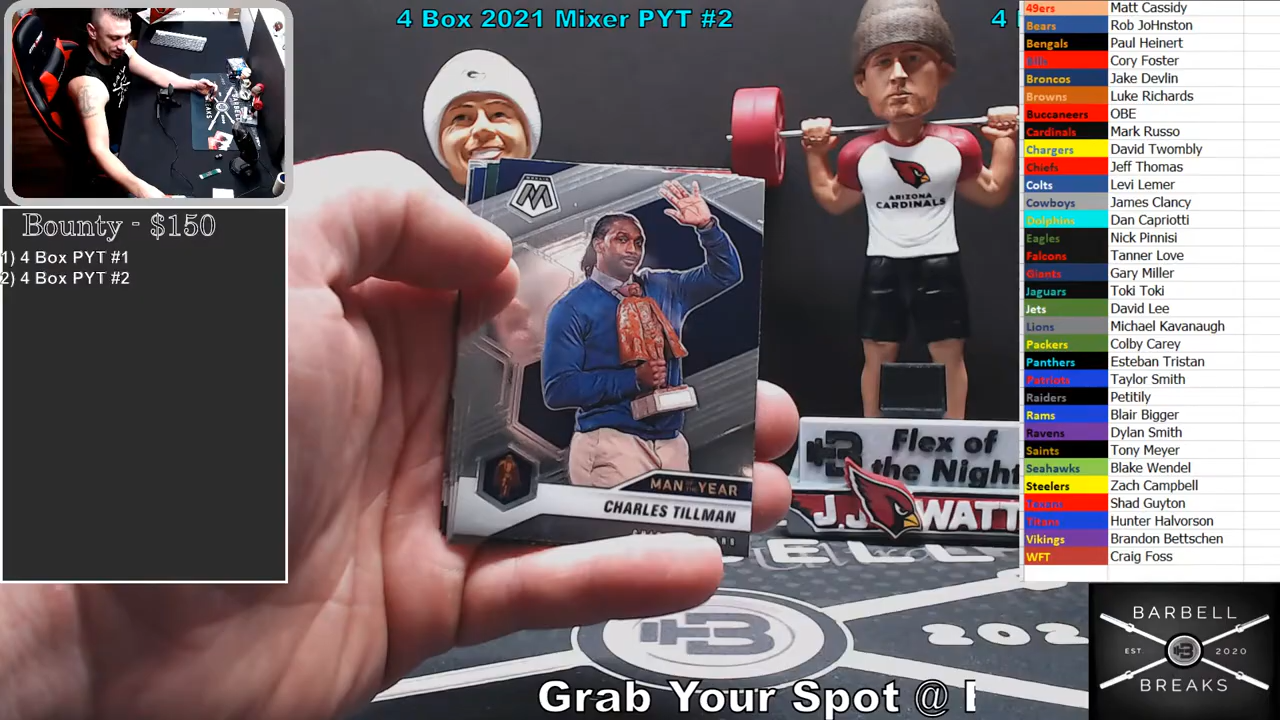 4 Box 2021 Mixer PYT #2
4
Bounty - $150
1) 4 Box PYT #1
2) 4 Box PYT #2
MOSAIC
MAN OF THE YEAR
CHARLES TILLMAN
ARIZONA
CARDINALS
Flex of
the Night
J.J. WATT
202
Grab Your Spot @
49ers Matt Cassidy
Bears Rob JoHnston
Bengals Paul Heinert
Bills Cory Foster
Broncos Jake Devlin
Browns Luke Richards
Buccaneers OBE
Cardinals Mark Russo
Chargers David Twombly
Chiefs Jeff Thomas
Colts Levi Lemer
Cowboys James Clancy
Dolphins Dan Capriotti
Eagles Nick Pinnisi
Falcons Tanner Love
Giants Gary Miller
Jaguars Toki Toki
Jets David Lee
Lions Michael Kavanaugh
Packers Colby Carey
Panthers Esteban Tristan
Patriots Taylor Smith
Raiders Petitily
Rams Blair Bigger
Ravens Dylan Smith
Saints Tony Meyer
Seahawks Blake Wendel
Steelers Zach Campbell
Texans Shad Guyton
Titans Hunter Halvorson
Vikings Brandon Bettschen
WFT Craig Foss
BARBELL
EST. 2020
BREAKS